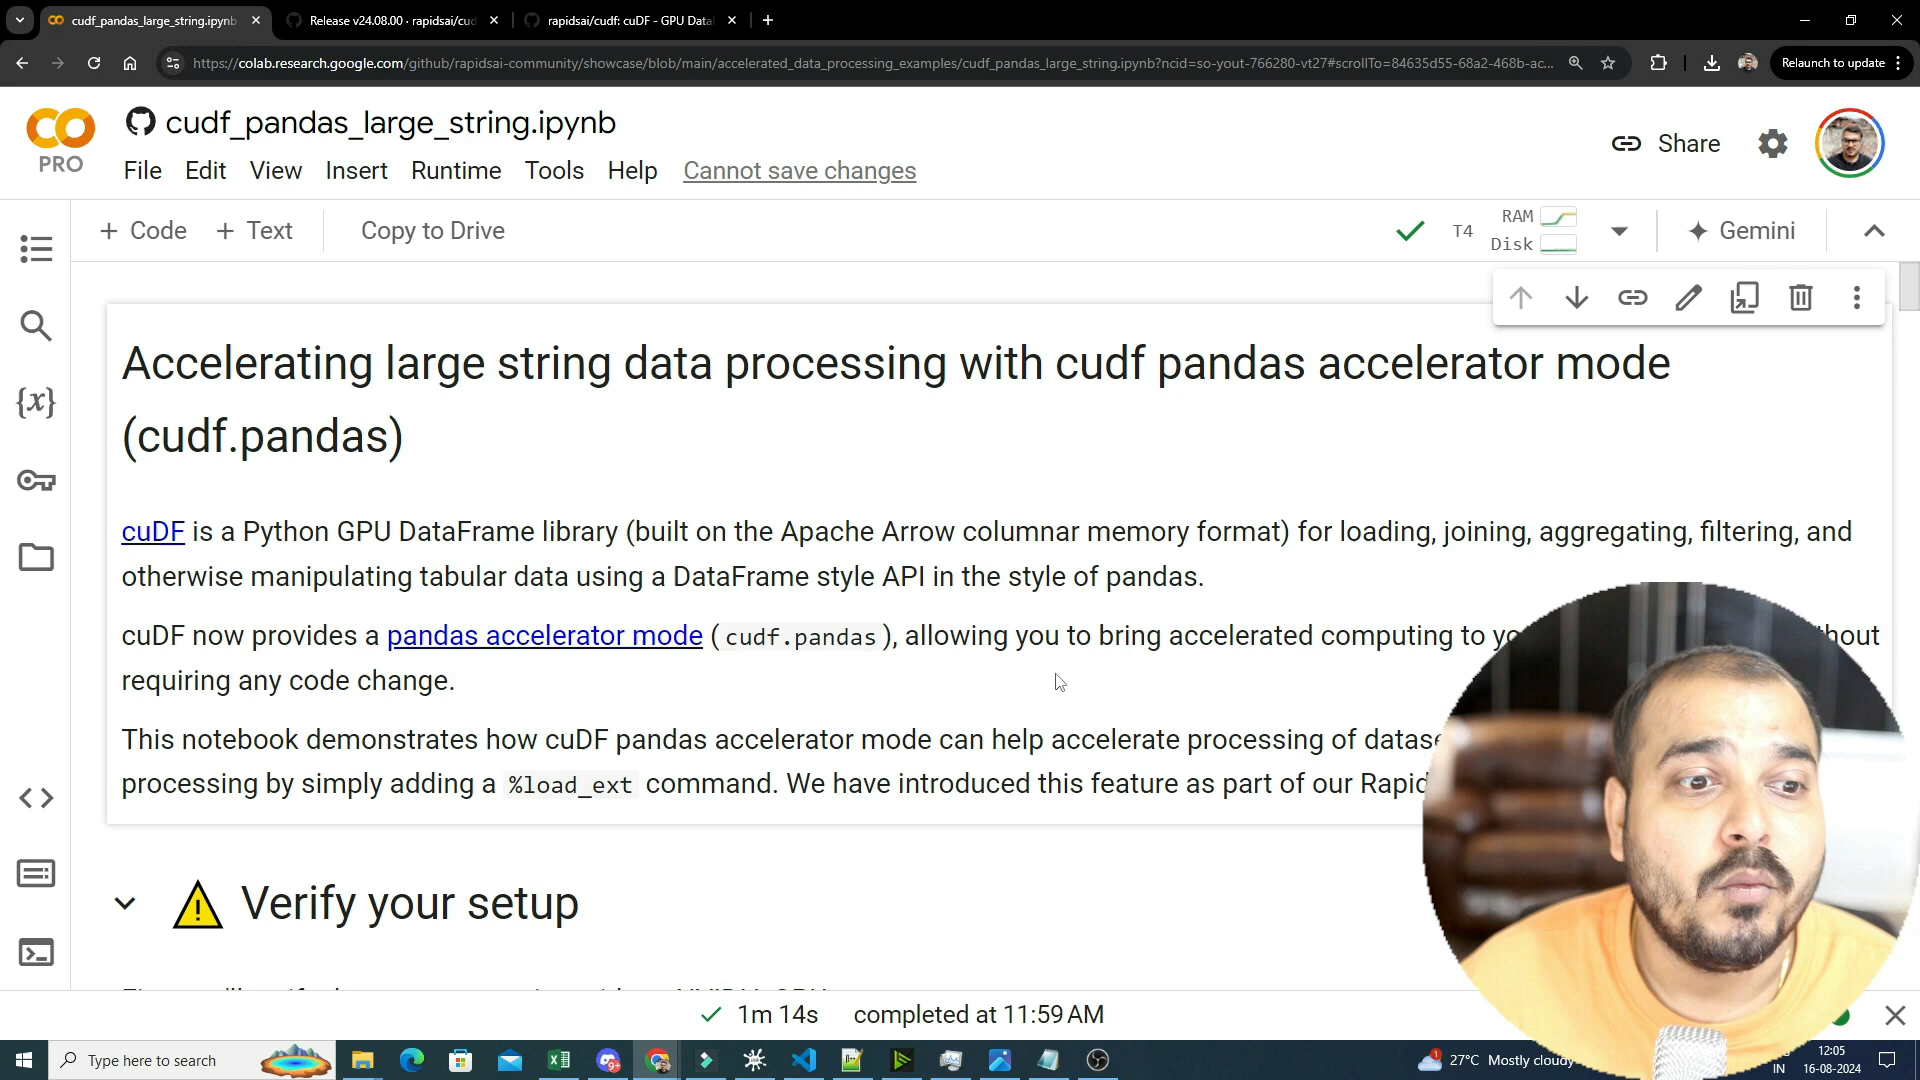 cudf_pandas_large_string.ipynb
Release v24.08.00 · rapidsai/cud
rapidsai/cudf: cuDF - GPU Data
https://colab.research.google.com/github/rapidsai-community/showcase/blob/main/accelerated_data_processing_examples/cudf_pandas_large_string.ipynb?ncid=so-yout-766280-vt27#scrollTo=84635d55-68a2-468b-ac...
Relaunch to update
PRO
cudf_pandas_large_string.ipynb
File Edit View Insert Runtime Tools Help Cannot save changes
Share
+ Code + Text Copy to Drive
T4
RAM
Disk
Gemini
Accelerating large string data processing with cudf pandas accelerator mode
(cudf.pandas)
cuDF is a Python GPU DataFrame library (built on the Apache Arrow columnar memory format) for loading, joining, aggregating, filtering, and
otherwise manipulating tabular data using a DataFrame style API in the style of pandas.
cuDF now provides a pandas accelerator mode (cudf.pandas), allowing you to bring accelerated computing to
requiring any code change.
This notebook demonstrates how cuDF pandas accelerator mode can help accelerate processing of
processing by simply adding a %load_ext command. We have introduced this feature as part of our
Verify your setup
1m 14s completed at 11:59 AM
Type here to search
27°C Mostly cloudy
12:05
IN 16-08-2024